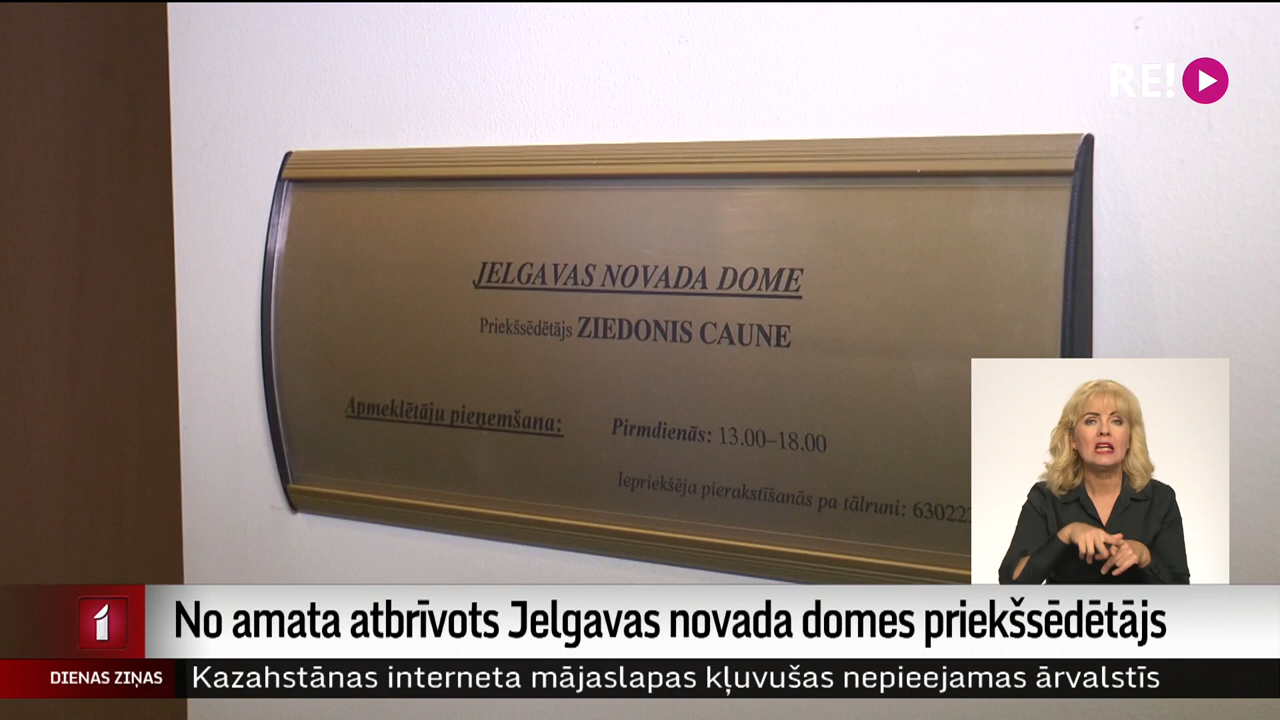 RE!
JELGAVAS NOVADA DOME
Priekšsēdētājs ZIEDONIS CAUNE
Apmeklētāju pieņemšana: Pirmdienās: 13.00–18.00
Iepriekšēja pierakstīšanās pa tālruni:
1 No amata atbrīvots Jelgavas novada domes priekšsēdētājs
DIENAS ZIŅAS Kazahstānas interneta mājaslapas kļuvušas nepieejamas ārvalstīs